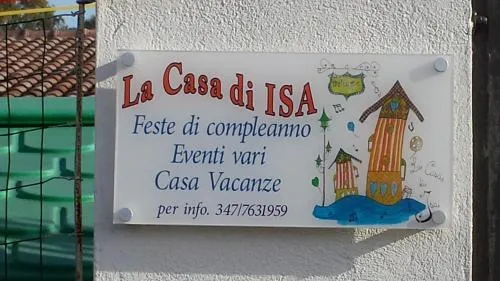 La Casa di ISA
Feste di compleanno
Eventi vari
Casa Vacanze
per info. 347/7631959